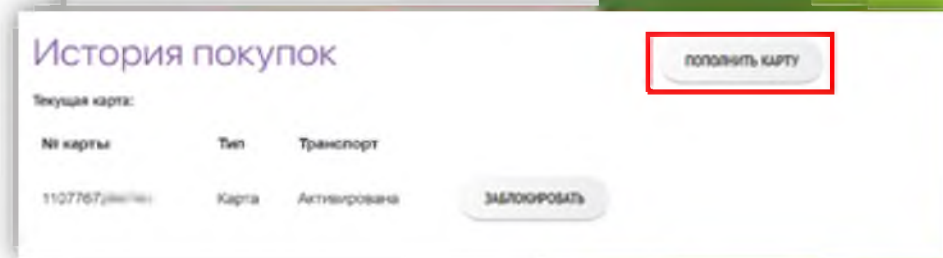 История покупок
ПОПОЛНИТЬ КАРТУ
Текущая карта:
№ карты Тип Транспорт
1107767 Карта Активирована ЗАБЛОКИРОВАТЬ